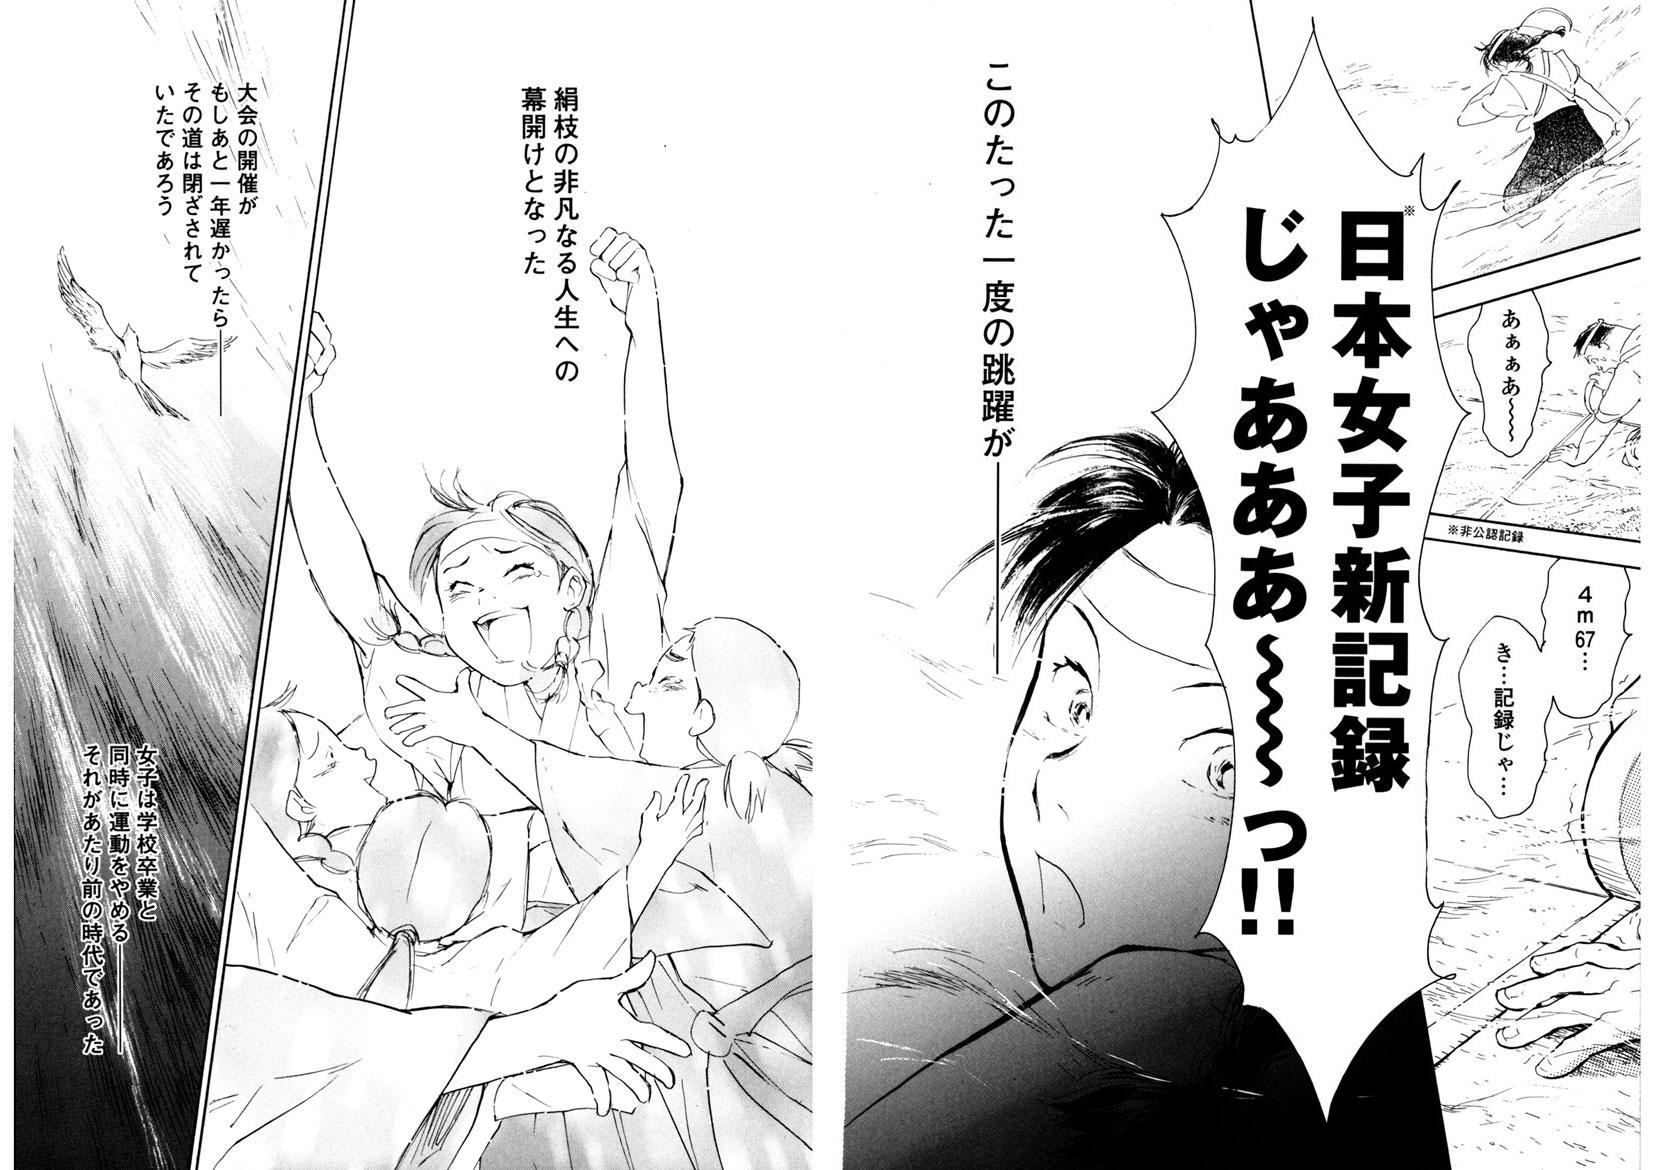 あぁぁあ〜〜
※非公認記録
4m67…
き…記録じゃ…
※日本女子新記録
じゃあああ〜〜〜っ!!
このたった一度の跳躍が――
絹枝の非凡なる人生への
幕開けとなった
大会の開催が
もしあと一年遅かったら――
その道は閉ざされて
いたであろう
女子は学校卒業と
同時に運動をやめる――
それがあたり前の時代であった